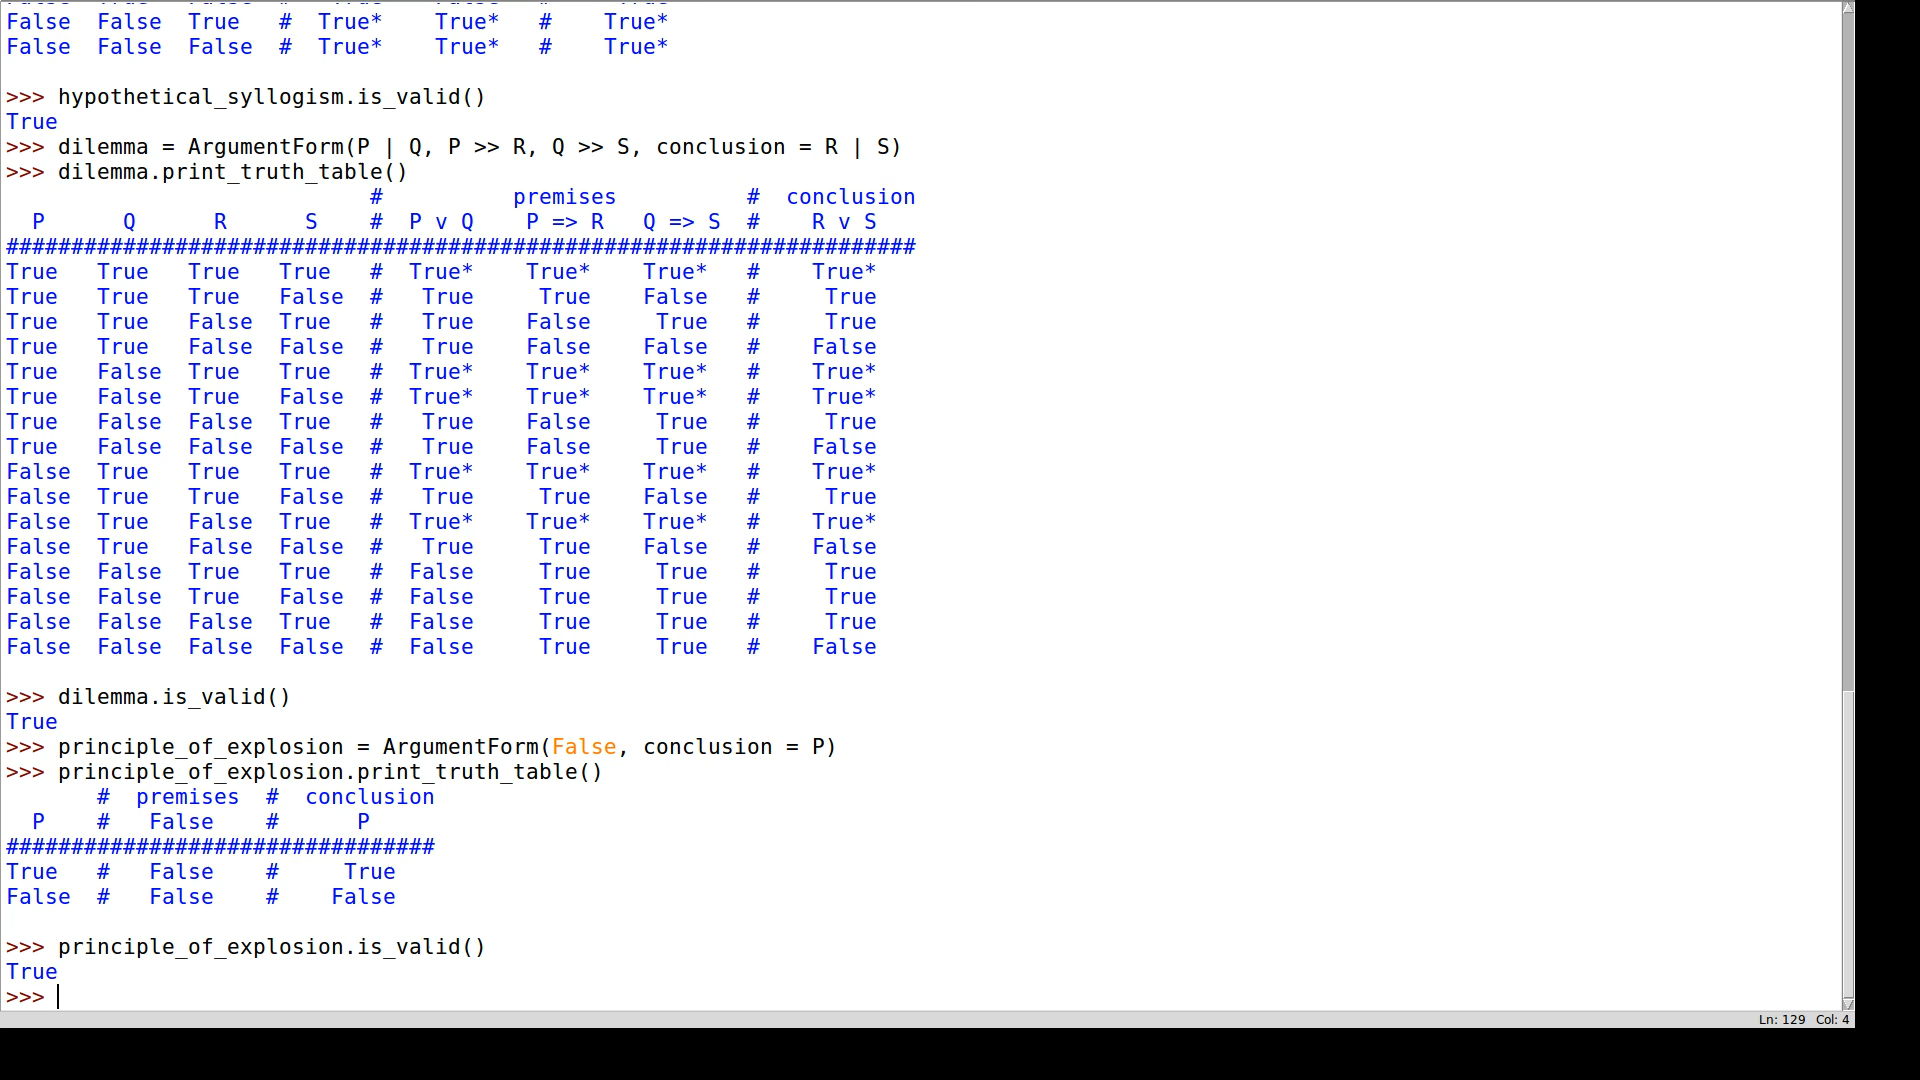 False  False  True   #  True*    True*   #    True*
False  False  False  #  True*    True*   #    True*
>>> hypothetical_syllogism.is_valid()
True
>>> dilemma = ArgumentForm(P | Q, P >> R, Q >> S, conclusion = R | S)
>>> dilemma.print_truth_table()
                            #          premises          #  conclusion
  P      Q      R      S    #  P v Q    P => R   Q => S  #    R v S
######################################################################
True   True   True   True   #  True*    True*    True*   #    True*
True   True   True   False  #   True     True    False   #     True
True   True   False  True   #   True    False     True   #     True
True   True   False  False  #   True    False    False   #    False
True   False  True   True   #  True*    True*    True*   #    True*
True   False  True   False  #  True*    True*    True*   #    True*
True   False  False  True   #   True    False     True   #     True
True   False  False  False  #   True    False     True   #    False
False  True   True   True   #  True*    True*    True*   #    True*
False  True   True   False  #   True     True    False   #     True
False  True   False  True   #  True*    True*    True*   #    True*
False  True   False  False  #   True     True    False   #    False
False  False  True   True   #  False     True     True   #     True
False  False  True   False  #  False     True     True   #     True
False  False  False  True   #  False     True     True   #     True
False  False  False  False  #  False     True     True   #    False
>>> dilemma.is_valid()
True
>>> principle_of_explosion = ArgumentForm(False, conclusion = P)
>>> principle_of_explosion.print_truth_table()
       #  premises  #  conclusion
  P    #   False    #      P
#################################
True   #   False    #     True
False  #   False    #    False
>>> principle_of_explosion.is_valid()
True
>>>
Ln: 129  Col: 4